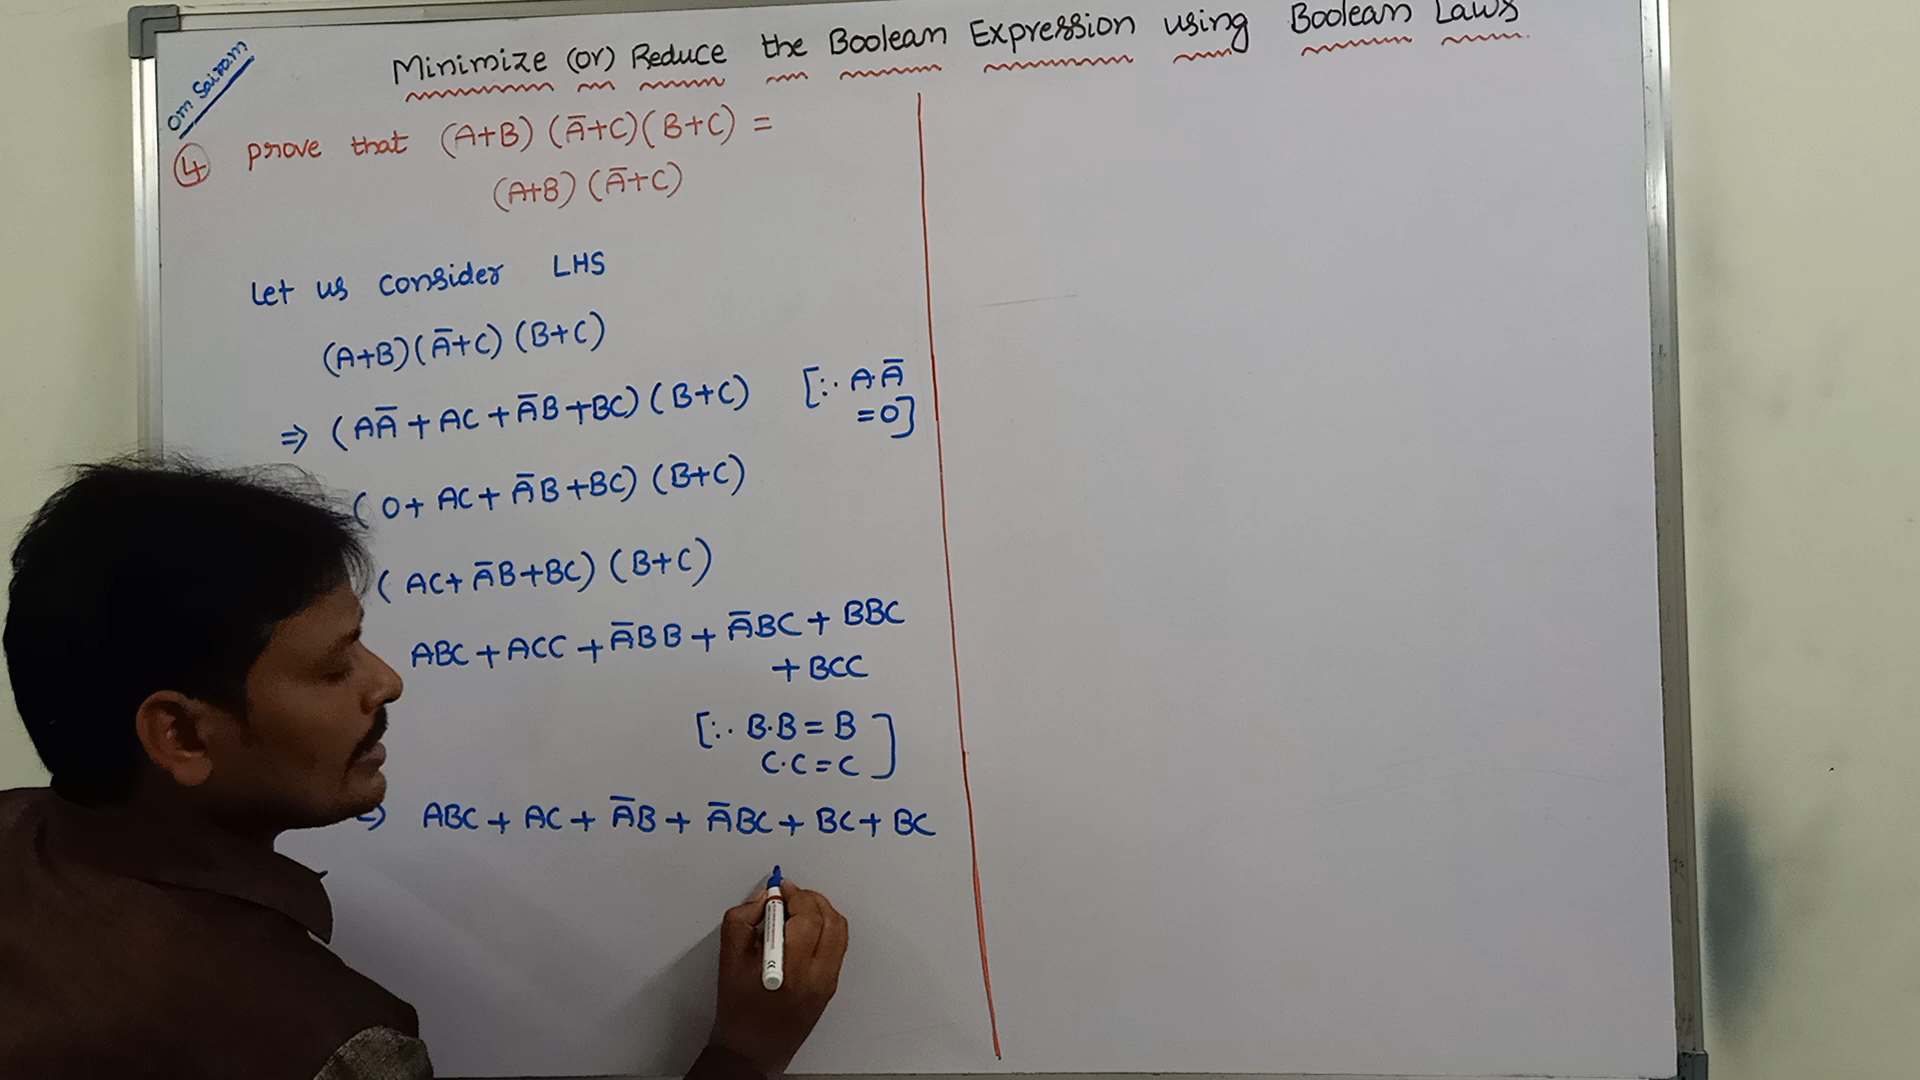 Om Sairam
Minimize (or) Reduce the Boolean Expression using Boolean Laws
④ prove that (A+B) (Ā+C) (B+C) =
(A+B) (Ā+C)
Let us consider LHS
(A+B) (Ā+C) (B+C)
⇒ (AĀ + AC + ĀB + BC) (B+C) [∵ A·Ā
=0]
(0 + AC + ĀB + BC) (B+C)
(AC + ĀB + BC) (B+C)
ABC + ACC + ĀBB + ĀBC + BBC
+ BCC
[∵ B·B = B
C·C = C]
⇒ ABC + AC + ĀB + ĀBC + BC + BC